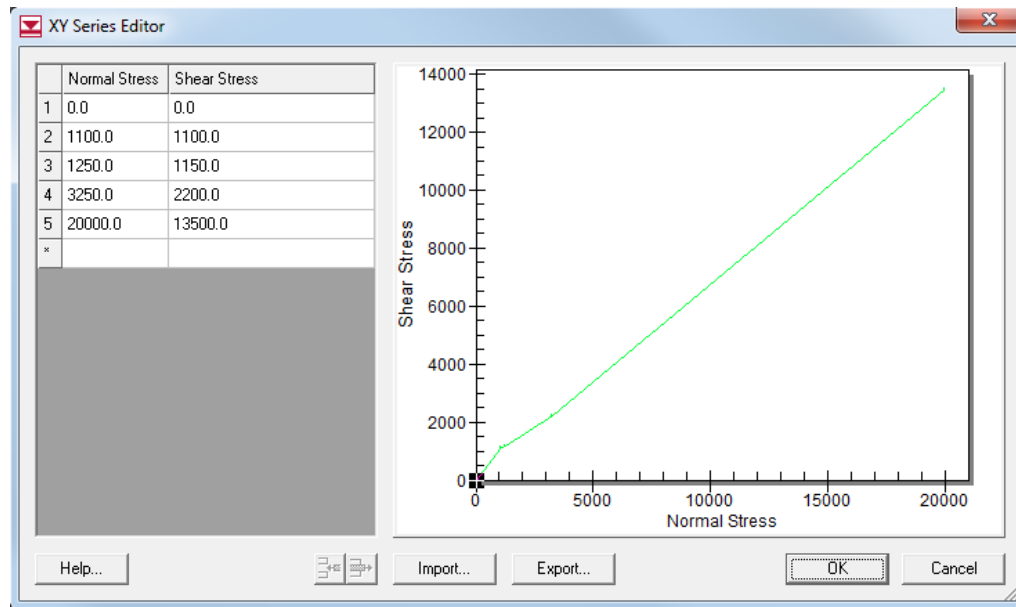 XY Series Editor
Normal Stress Shear Stress
1 0.0 0.0
2 1100.0 1100.0
3 1250.0 1150.0
4 3250.0 2200.0
5 20000.0 13500.0
*
14000
12000
10000
8000
6000
4000
2000
0
Shear Stress
0 5000 10000 15000 20000
Normal Stress
Help... Import... Export... OK Cancel